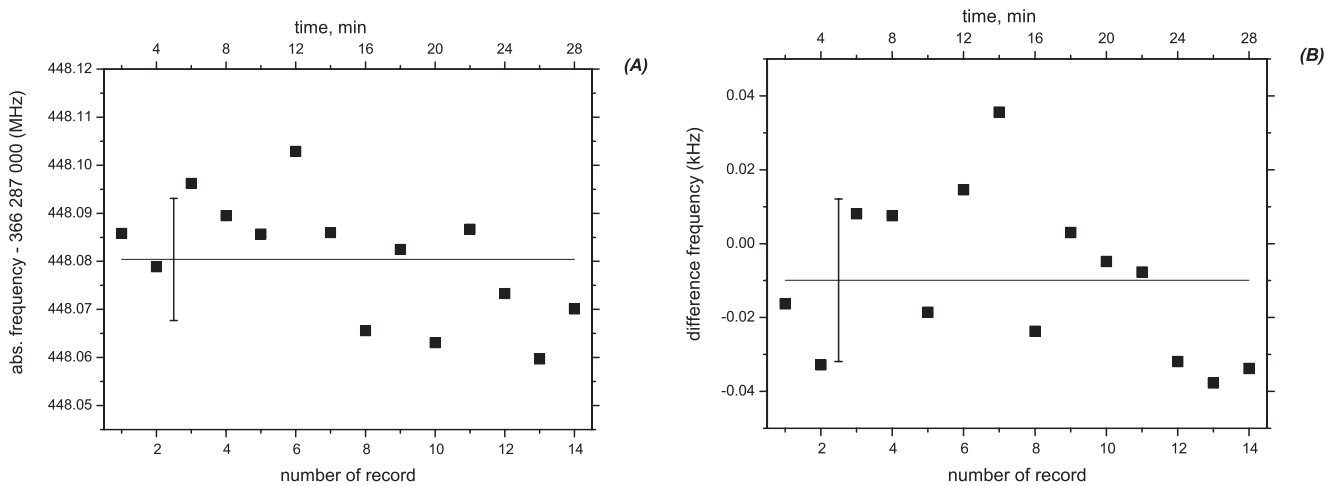 time, min
4 8 12 16 20 24 28
(A)
448.12
448.11
448.10
448.09
448.08
448.07
448.06
448.05
abs. frequency - 366 287 000 (MHz)
2 4 6 8 10 12 14
number of record
time, min
4 8 12 16 20 24 28
(B)
0.04
0.02
0.00
-0.02
-0.04
difference frequency (kHz)
2 4 6 8 10 12 14
number of record